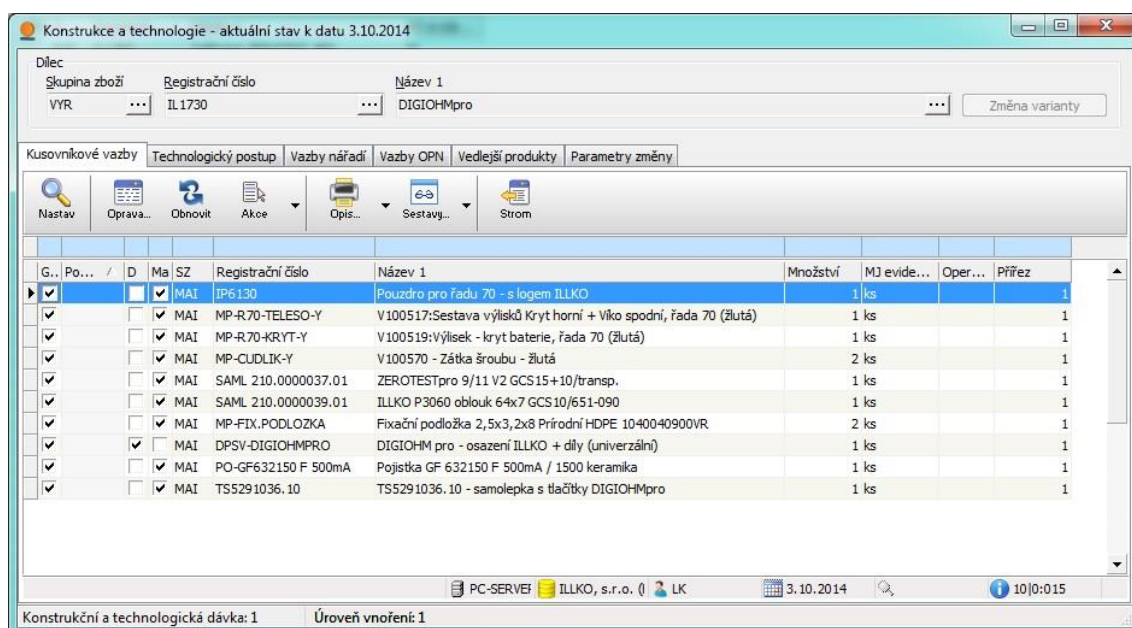 Konstrukce a technologie - aktuální stav k datu 3.10.2014
Dílec
Skupina zboží Registrační číslo Název 1
VYR ... IL1730 ... DIGIOHMpro ... Změna varianty
Kusovníkové vazby Technologický postup Vazby nářadí Vazby OPN Vedlejší produkty Parametry změny
Nastav Oprava... Obnovit Akce Opis... Sestavy... Strom
G.. Po... / D Ma SZ Registrační číslo Název 1 Množství MJ evide... Oper... Přířez
MAI IP6130 Pouzdro pro řadu 70 - s logem ILLKO 1 ks 1
MAI MP-R70-TELESO-Y V100517:Sestava výlisků Kryt horní + Víko spodní, řada 70 (žlutá) 1 ks 1
MAI MP-R70-KRYT-Y V100519:Výlisek - kryt baterie, řada 70 (žlutá) 1 ks 1
MAI MP-CUDLIK-Y V100570 - Zátka šroubu - žlutá 2 ks 1
MAI SAML 210.0000037.01 ZEROTESTpro 9/11 V2 GCS15+10/transp. 1 ks 1
MAI SAML 210.0000039.01 ILLKO P3060 oblouk 64x7 GCS10/651-090 1 ks 1
MAI MP-FIX.PODLOZKA Fixační podložka 2,5x3,2x8 Prírodní HDPE 1040040900VR 2 ks 1
MAI DPSV-DIGIOHMPRO DIGIOHM pro - osazení ILLKO + díly (univerzální) 1 ks 1
MAI PO-GF632150 F 500mA Pojistka GF 632150 F 500mA / 1500 keramika 1 ks 1
MAI TS5291036.10 TS5291036.10 - samolepka s tlačítky DIGIOHMpro 1 ks 1
PC-SERVER ILLKO, s.r.o. ( LK 3.10.2014 10|0:015
Konstrukční a technologická dávka: 1 Úroveň vnoření: 1